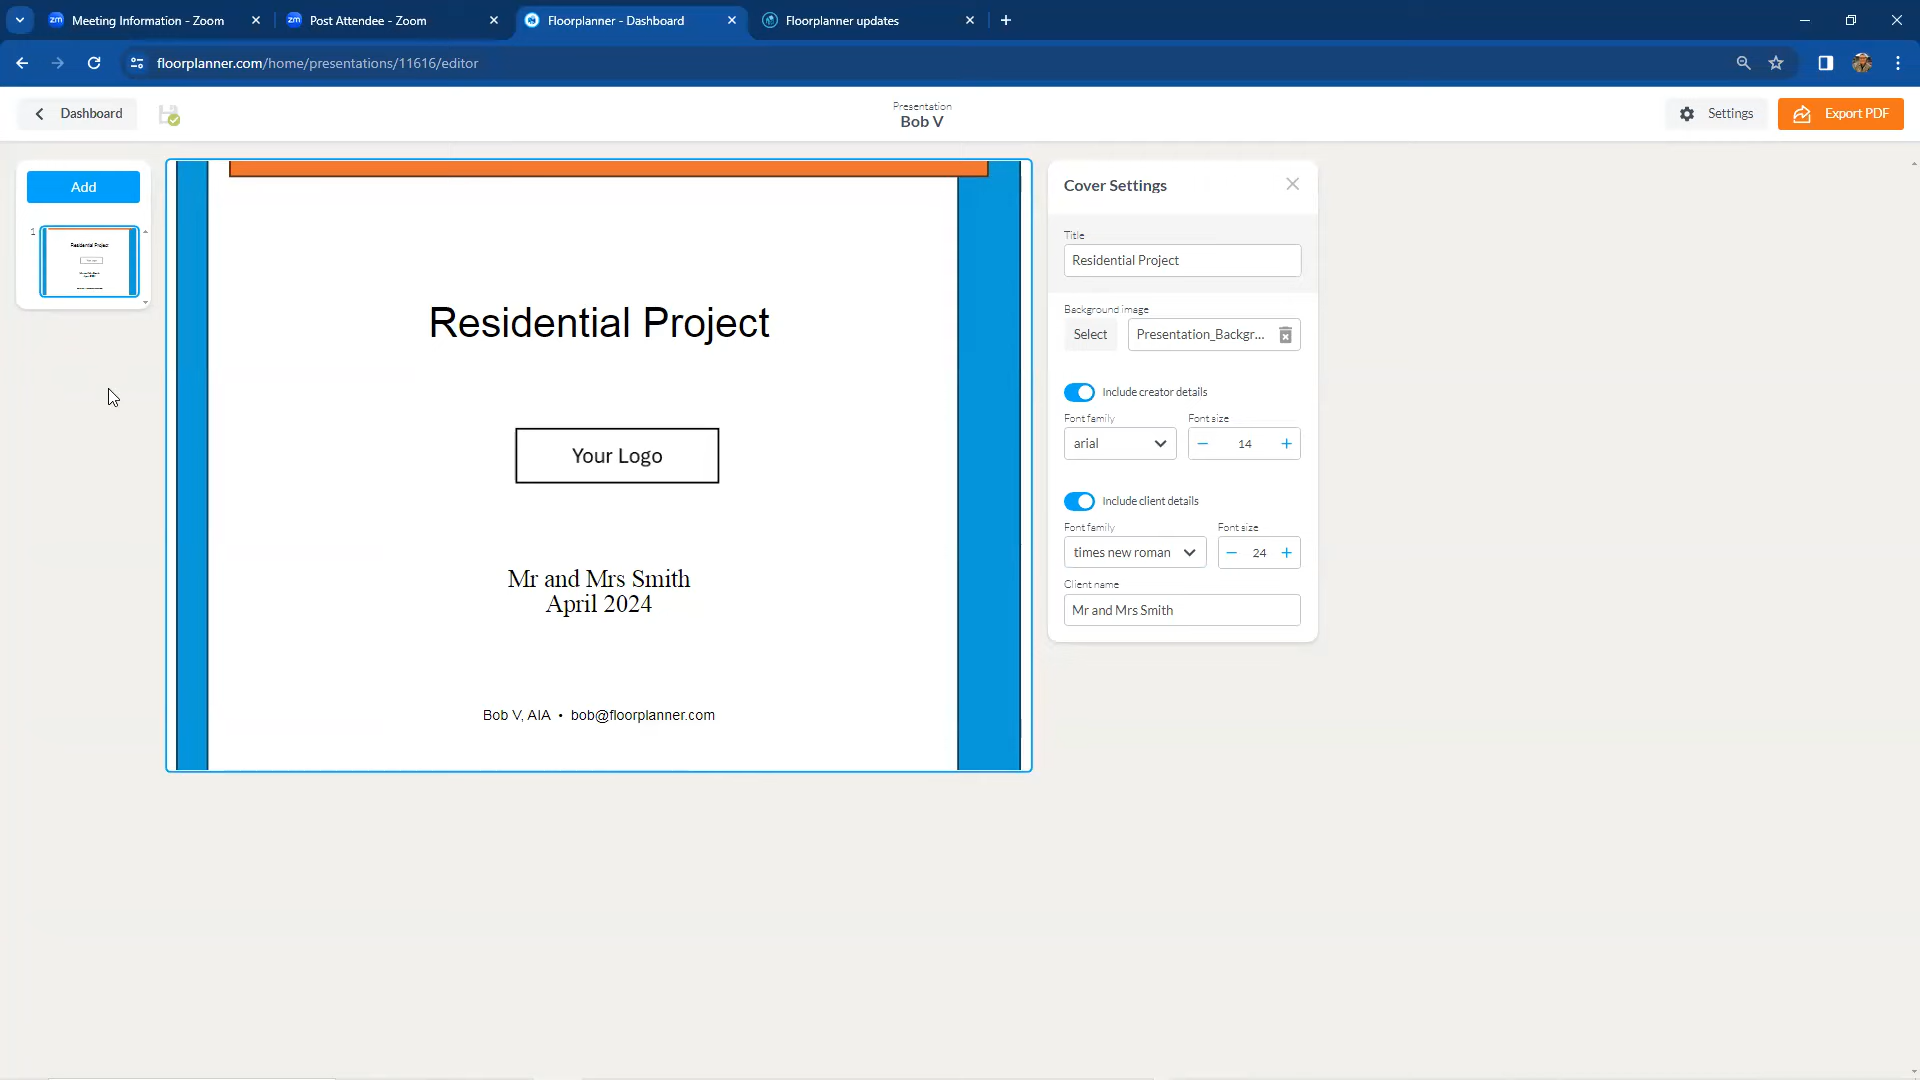 Meeting Information - Zoom
Post Attendee - Zoom
Floorplanner - Dashboard
Floorplanner updates
floorplanner.com/home/presentations/11616/editor
Dashboard
Presentation
Bob V
Settings
Export PDF
Add
1
Residential Project
Your Logo
Mr and Mrs Smith
April 2024
Bob V, AIA • bob@floorplanner.com
Cover Settings
Title
Residential Project
Background image
Select
Presentation_Backgr...
Include creator details
Font family
Font size
arial
14
Include client details
Font family
Font size
times new roman
24
Client name
Mr and Mrs Smith